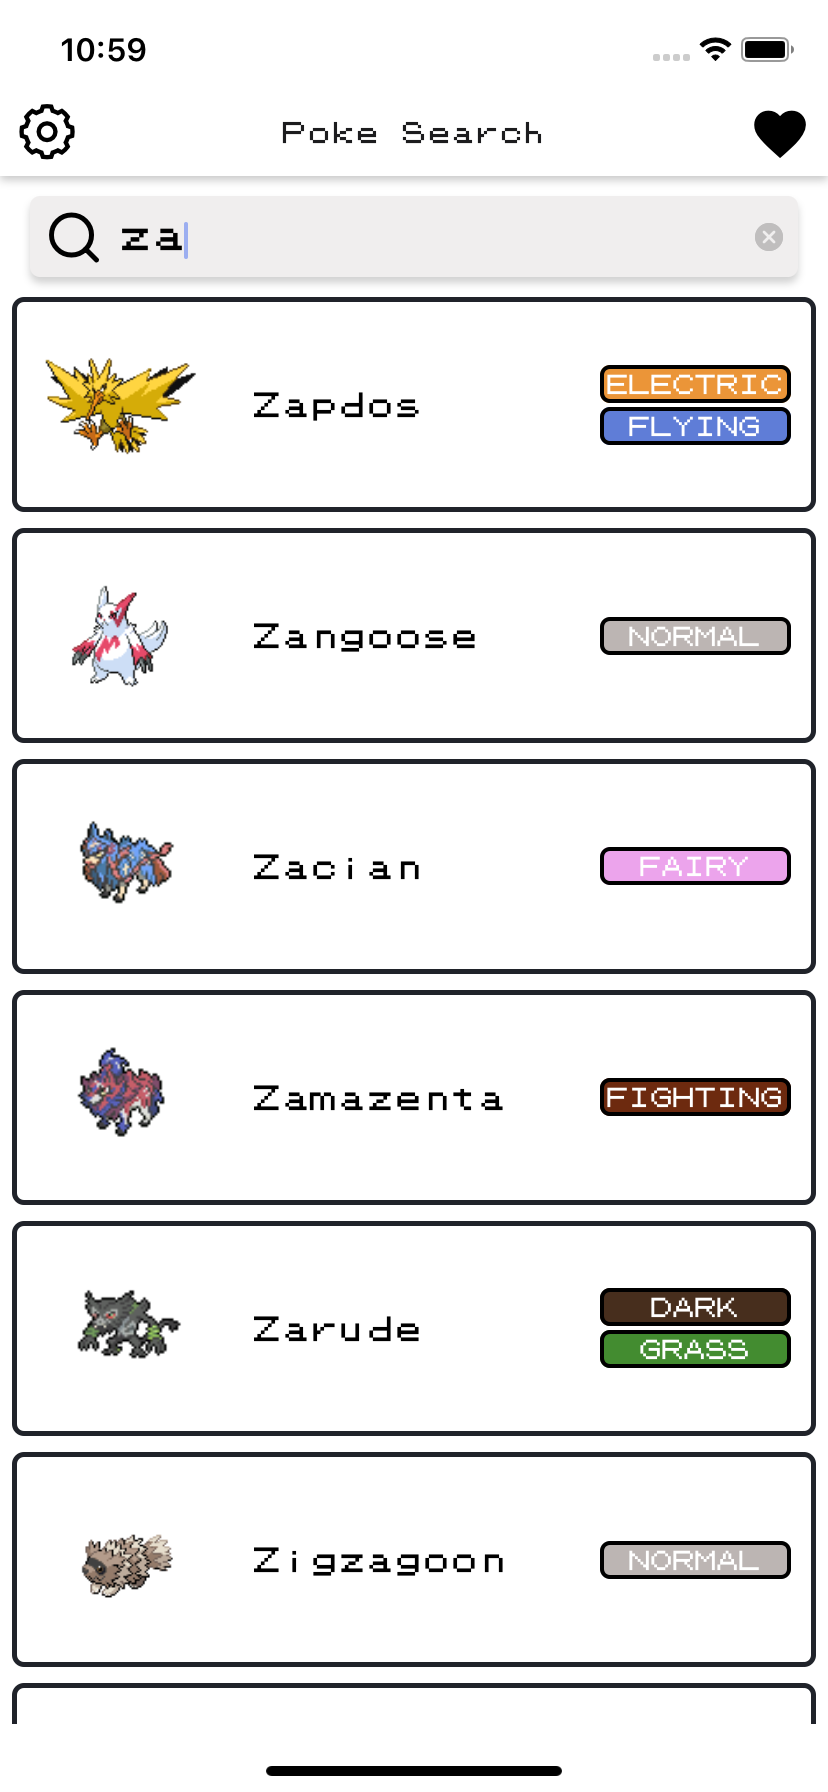 10:59
Poke Search
za
Zapdos
ELECTRIC
FLYING
Zangoose
NORMAL
Zacian
FAIRY
Zamazenta
FIGHTING
Zarude
DARK
GRASS
Zigzagoon
NORMAL